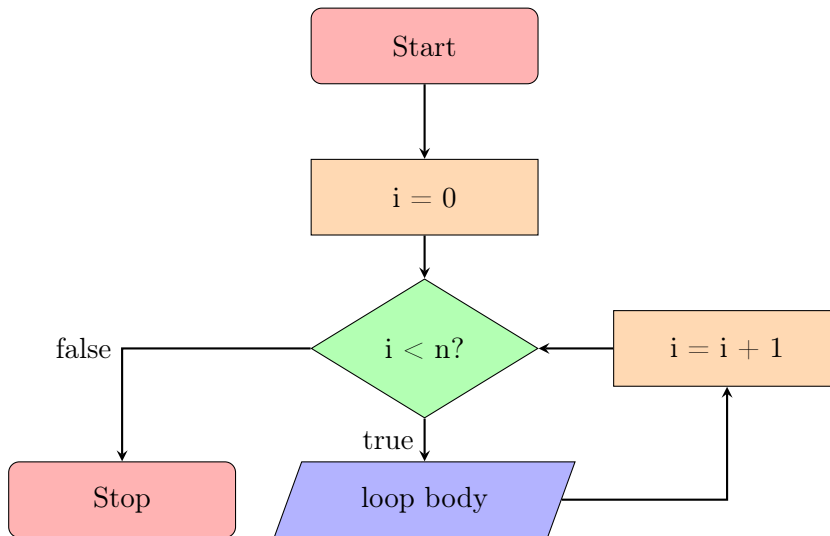 Start
i = 0
i < n?
i = i + 1
false
true
Stop
loop body